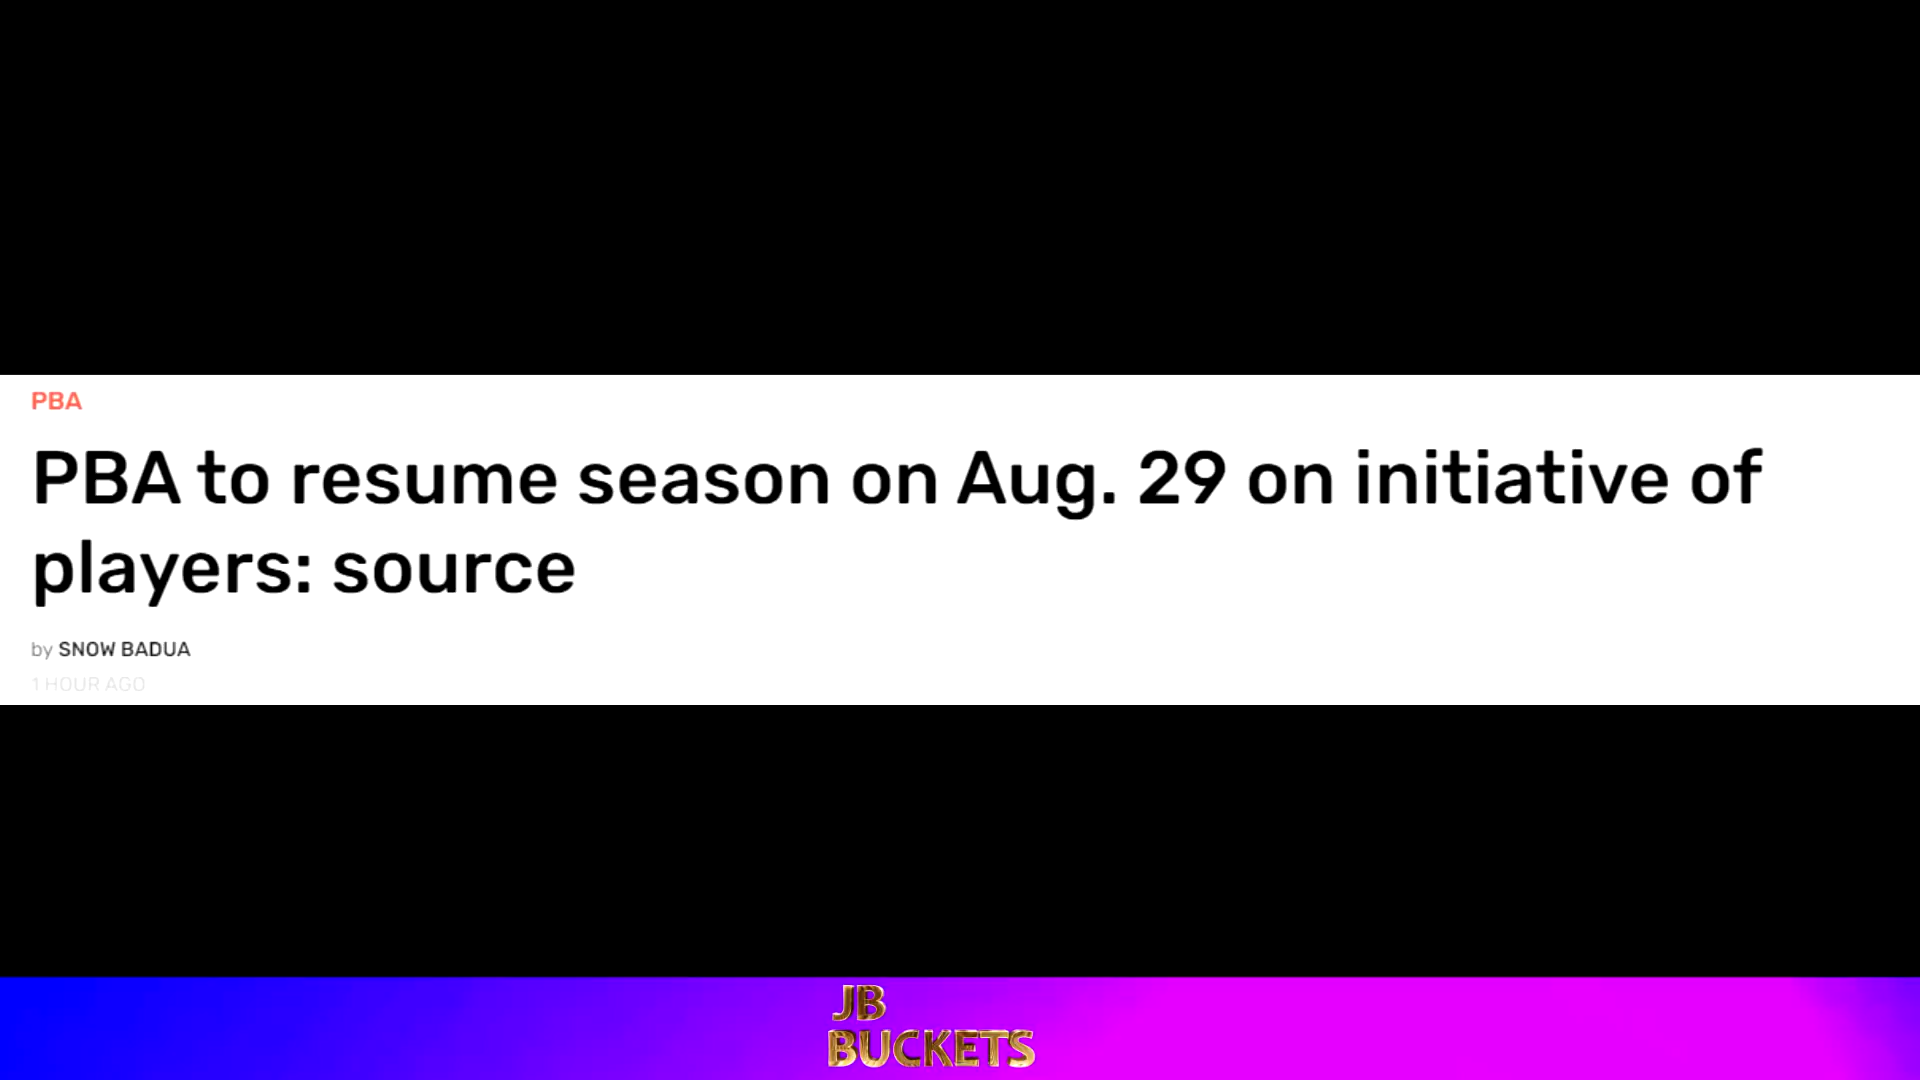 PBA
PBA to resume season on Aug. 29 on initiative of
players: source
by SNOW BADUA
1 HOUR AGO
JB
BUCKETS